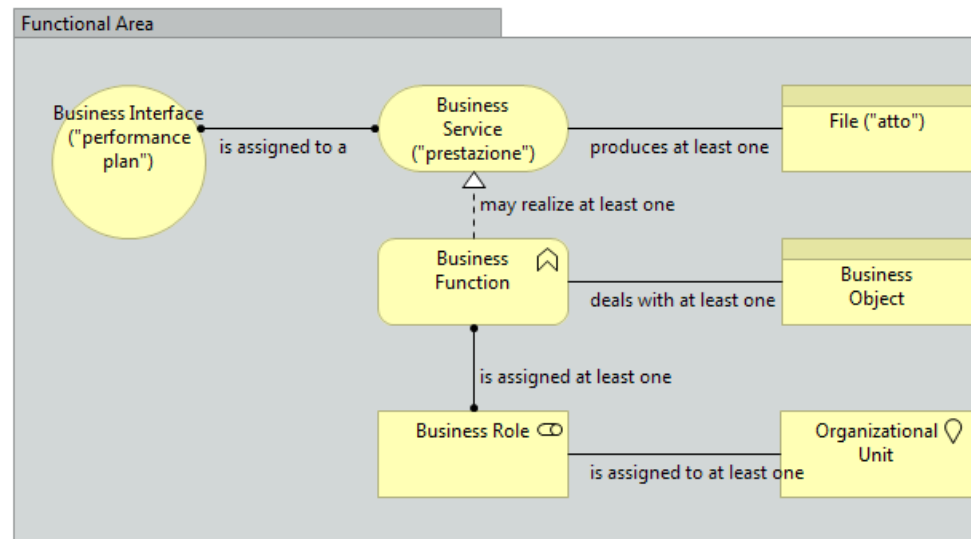 Functional Area
Business Interface
("performance
plan")
is assigned to a
Business
Service
("prestazione")
produces at least one
File ("atto")
may realize at least one
Business
Function
deals with at least one
Business
Object
is assigned at least one
Business Role
is assigned to at least one
Organizational
Unit